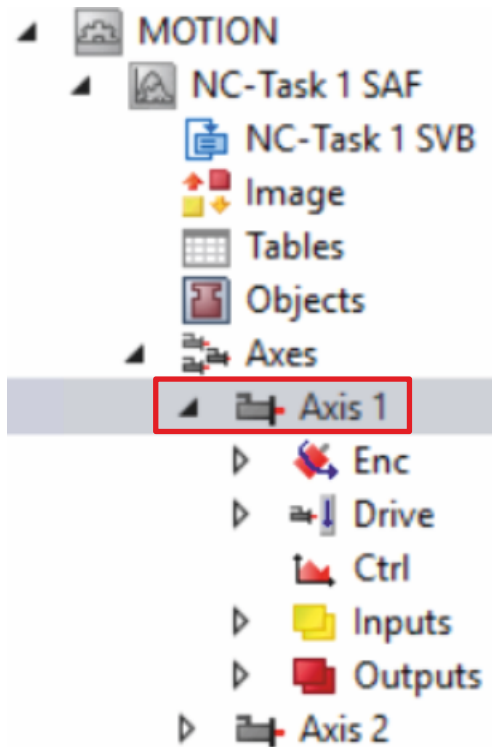 MOTION
NC-Task 1 SAF
NC-Task 1 SVB
Image
Tables
Objects
Axes
Axis 1
Enc
Drive
Ctrl
Inputs
Outputs
Axis 2